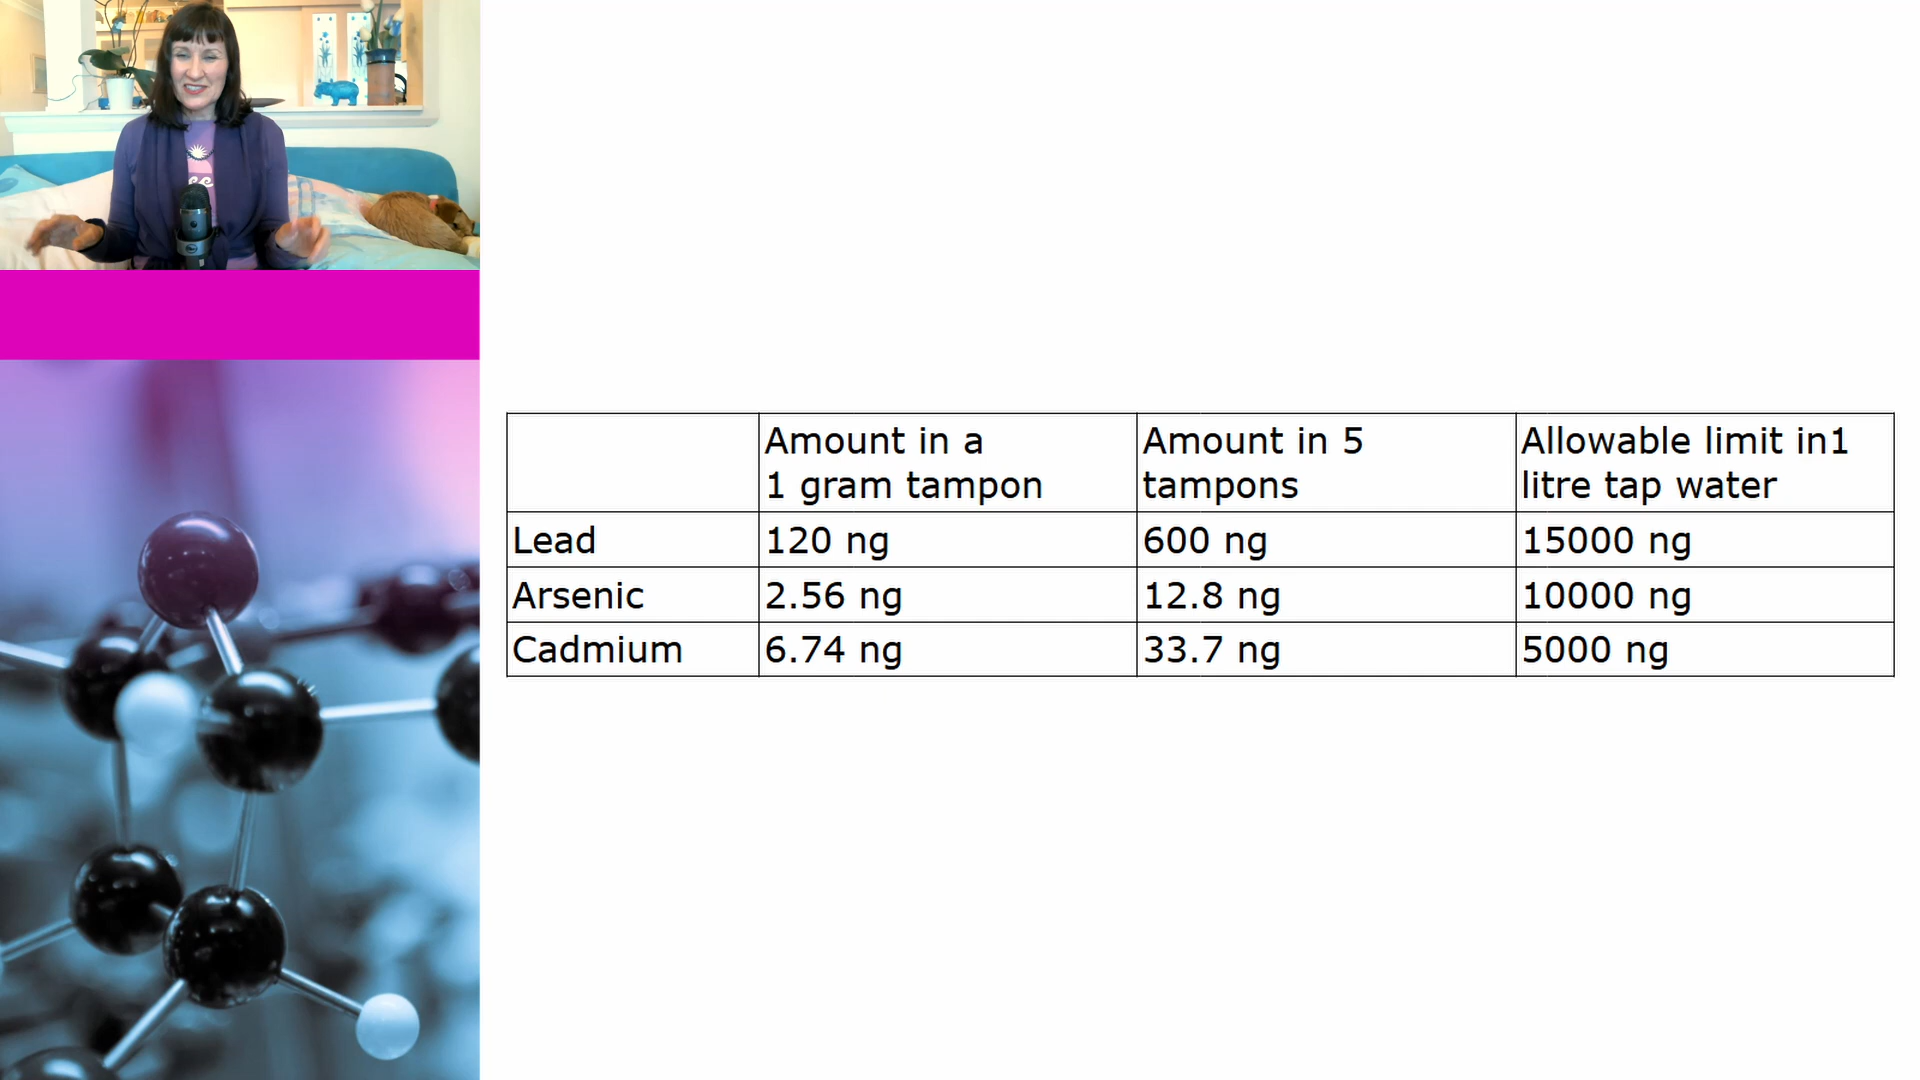 Amount in a
1 gram tampon
Amount in 5
tampons
Allowable limit in1
litre tap water
Lead
120 ng
600 ng
15000 ng
Arsenic
2.56 ng
12.8 ng
10000 ng
Cadmium
6.74 ng
33.7 ng
5000 ng